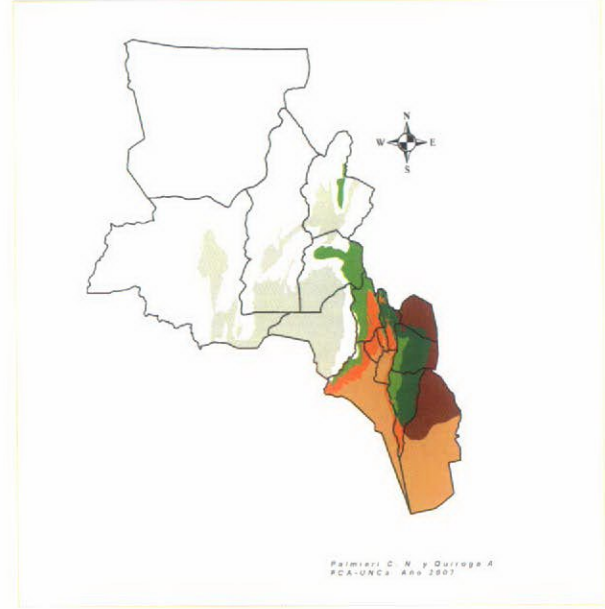 N
W E
S
Palmieri C. N. y Quiroga A
FCA-UNCa. Año 2007